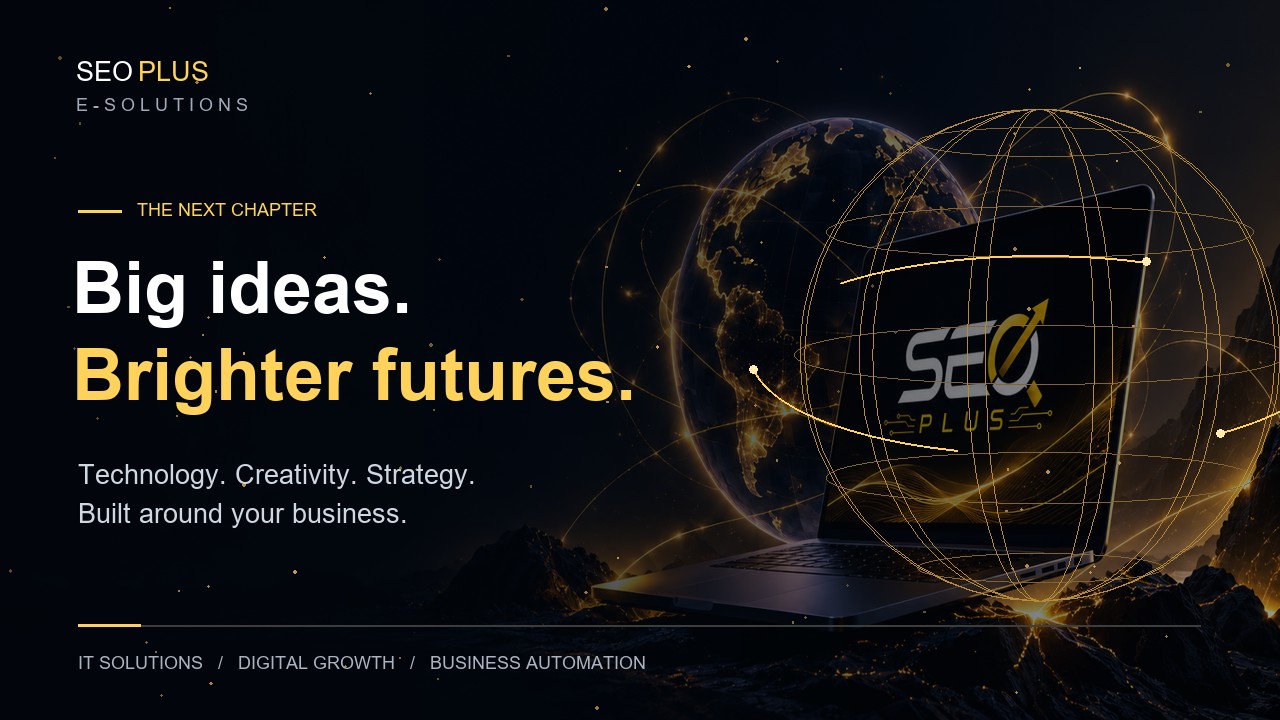 SEO PLUS
E-SOLUTIONS
THE NEXT CHAPTER
Big ideas.
Brighter futures.
Technology. Creativity. Strategy.
Built around your business.
SEO
PLUS
IT SOLUTIONS / DIGITAL GROWTH / BUSINESS AUTOMATION